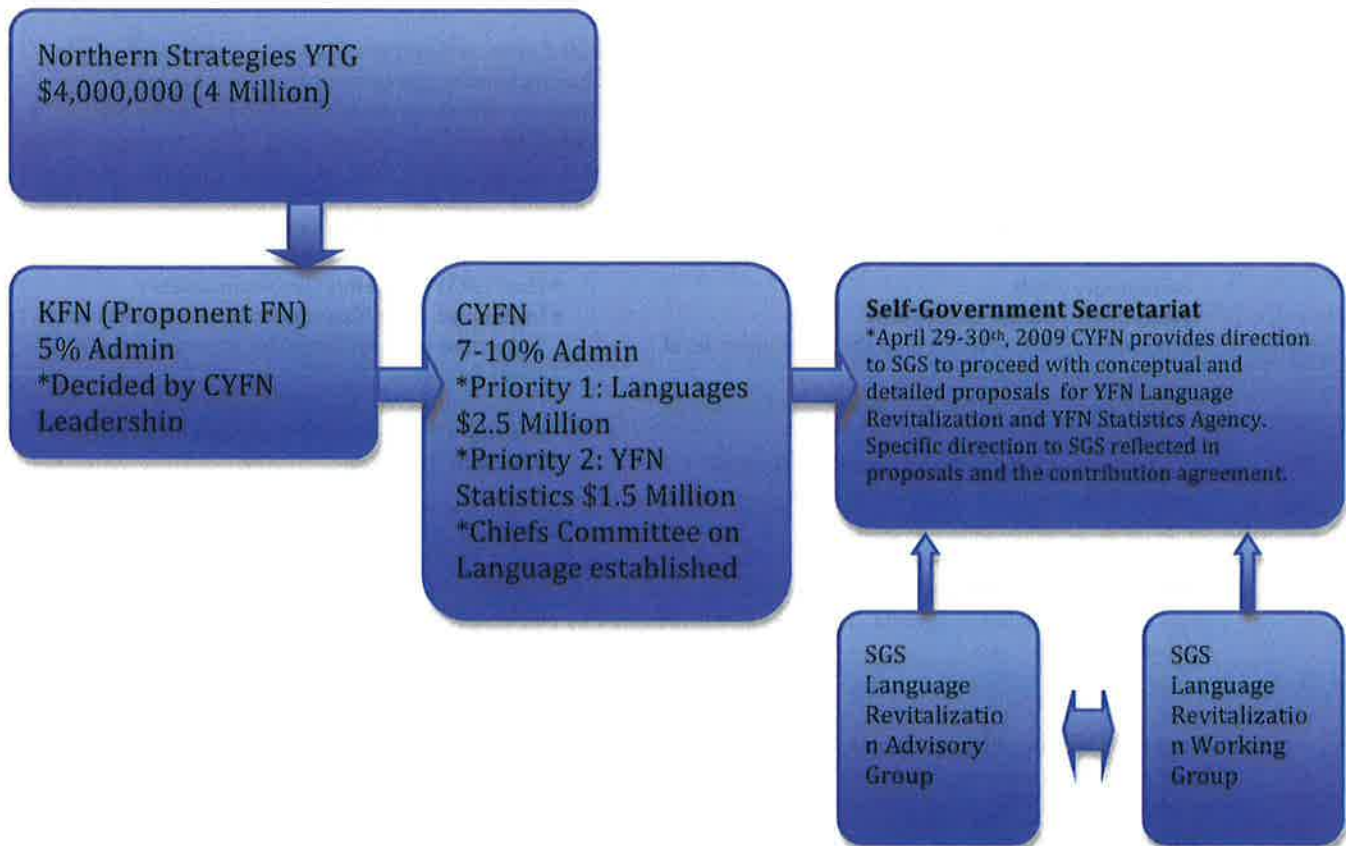 Northern Strategies YTG
$4,000,000 (4 Million)
KFN (Proponent FN)
5% Admin
*Decided by CYFN
Leadership
CYFN
7-10% Admin
*Priority 1: Languages
$2.5 Million
*Priority 2: YFN
Statistics $1.5 Million
*Chiefs Committee on
Language established
Self-Government Secretariat
*April 29-30th, 2009 CYFN provides direction
to SGS to proceed with conceptual and
detailed proposals for YFN Language
Revitalization and YFN Statistics Agency.
Specific direction to SGS reflected in
proposals and the contribution agreement.
SGS
Language
Revitalizatio
n Advisory
Group
SGS
Language
Revitalizatio
n Working
Group